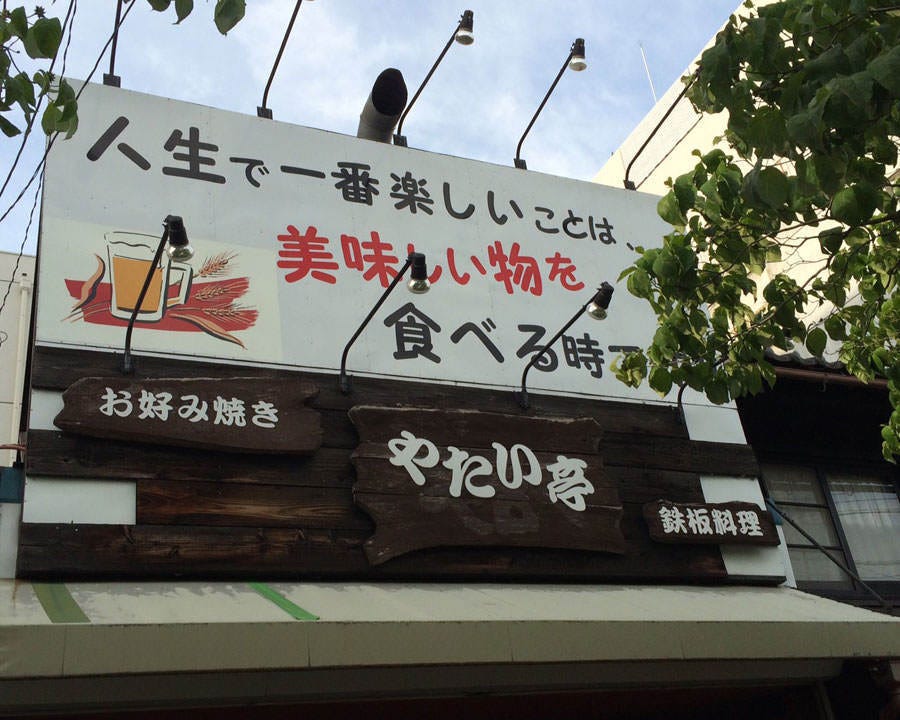 人生で一番楽しいことは、
美味しい物を
食べる時
お好み焼き
やたい亭
鉄板料理